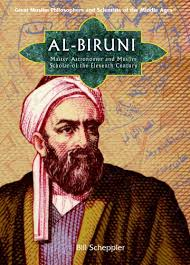 Great Muslim Philosophers and Scientists of the Middle Ages
AL-BIRUNI
Master Astronomer and Muslim
Scholar of the Eleventh Century
Bill Scheppler